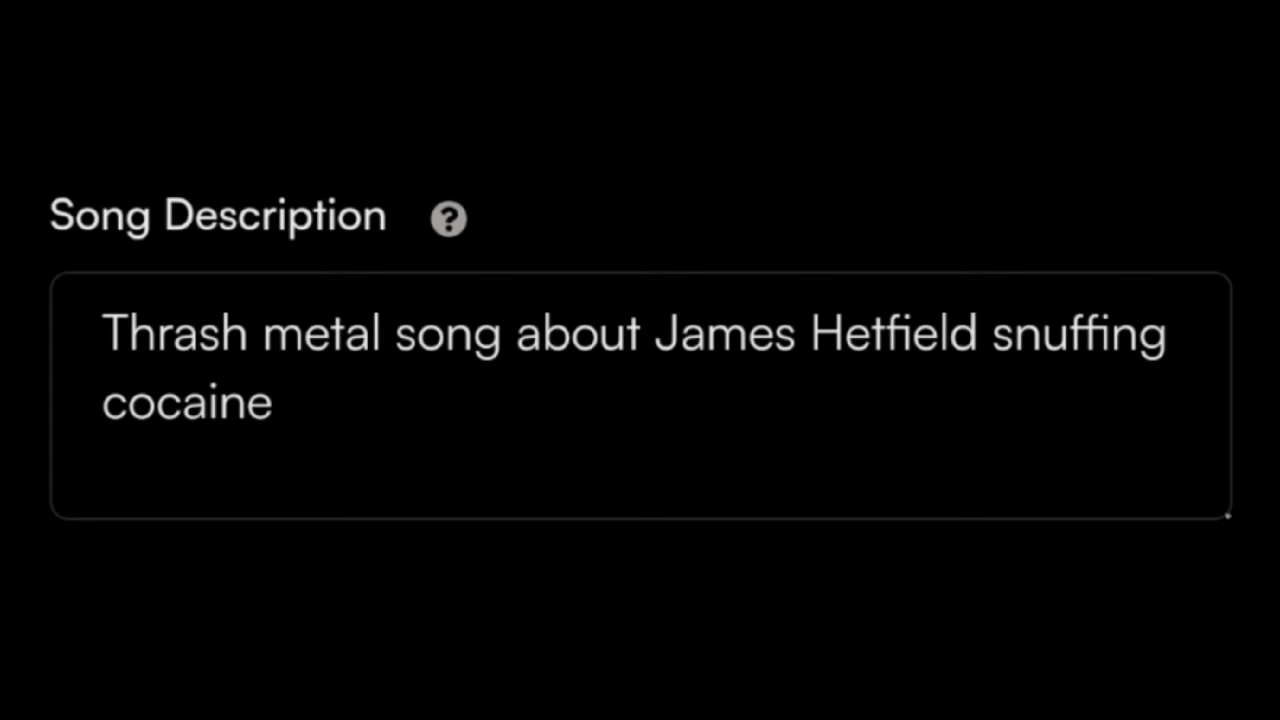 Song Description
Thrash metal song about James Hetfield snuffing
cocaine